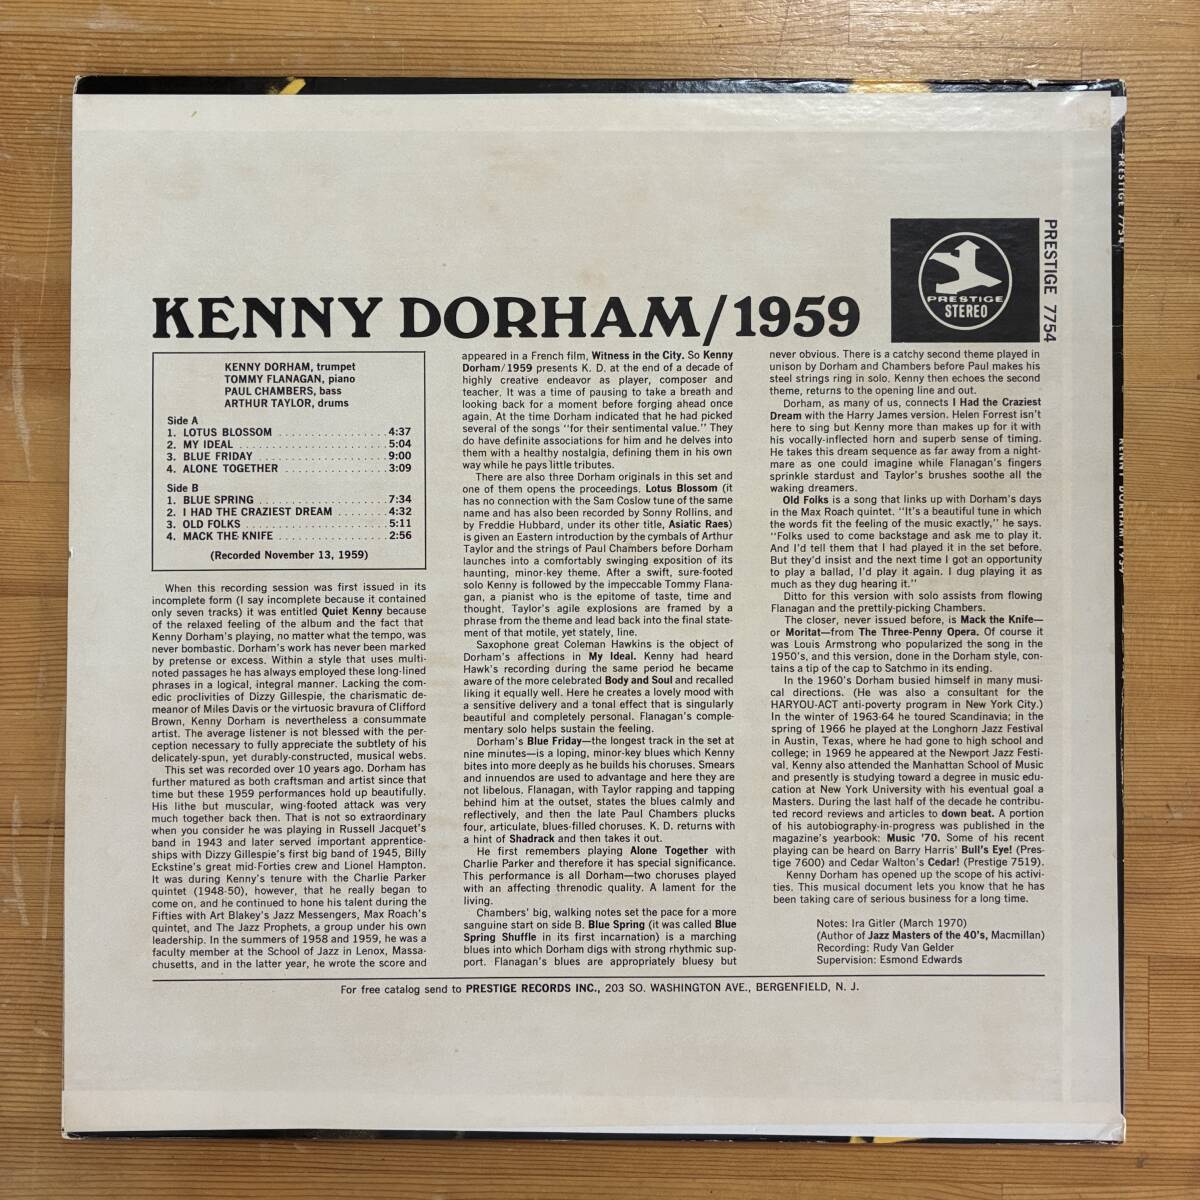 PRESTIGE 7754
PRESTIGE
STEREO
PRESTIGE 7754
KENNY DORHAM/1959
KENNY DORHAM/1959
KENNY DORHAM, trumpet
TOMMY FLANAGAN, piano
PAUL CHAMBERS, bass
ARTHUR TAYLOR, drums
Side A
1. LOTUS BLOSSOM . . . . . . . . . . . . . . 4:37
2. MY IDEAL . . . . . . . . . . . . . . . . . . . . 5:04
3. BLUE FRIDAY . . . . . . . . . . . . . . . . . 9:00
4. ALONE TOGETHER . . . . . . . . . . . . . 3:09
Side B
1. BLUE SPRING . . . . . . . . . . . . . . . . . 7:34
2. I HAD THE CRAZIEST DREAM . . . . . 4:32
3. OLD FOLKS . . . . . . . . . . . . . . . . . . . 5:11
4. MACK THE KNIFE . . . . . . . . . . . . . . 2:56
(Recorded November 13, 1959)
When this recording session was first issued in its
incomplete form (I say incomplete because it contained
only seven tracks) it was entitled Quiet Kenny because
of the relaxed feeling of the album and the fact that
Kenny Dorham's playing, no matter what the tempo, was
never bombastic. Dorham's work has never been marked
by pretense or excess. Within a style that uses multi-
noted passages he has always employed these long-lined
phrases in a logical, integral manner. Lacking the com-
edic proclivities of Dizzy Gillespie, the charismatic de-
meanor of Miles Davis or the virtuosic bravura of Clifford
Brown, Kenny Dorham is nevertheless a consummate
artist. The average listener is not blessed with the per-
ception necessary to fully appreciate the subtlety of his
delicately-spun, yet durably-constructed, musical webs.
This set was recorded over 10 years ago. Dorham has
further matured as both craftsman and artist since that
time but these 1959 performances hold up beautifully.
His lithe but muscular, wing-footed attack was very
much together back then. That is not so extraordinary
when you consider he was playing in Russell Jacquet's
band in 1943 and later served important apprentice-
ships with Dizzy Gillespie's first big band of 1945, Billy
Eckstine's great mid-Forties crew and Lionel Hampton.
It was during Kenny's tenure with the Charlie Parker
quintet (1948-50), however, that he really began to
come on, and he continued to hone his talent during the
Fifties with Art Blakey's Jazz Messengers, Max Roach's
quintet, and The Jazz Prophets, a group under his own
leadership. In the summers of 1958 and 1959, he was a
faculty member at the School of Jazz in Lenox, Massa-
chusetts, and in the latter year, he wrote the score and
appeared in a French film, Witness in the City. So Kenny
Dorham/1959 presents K. D. at the end of a decade of
highly creative endeavor as player, composer and
teacher. It was a time of pausing to take a breath and
looking back for a moment before forging ahead once
again. At the time Dorham indicated that he had picked
several of the songs "for their sentimental value." They
do have definite associations for him and he delves into
them with a healthy nostalgia, defining them in his own
way while he pays little tributes.
There are also three Dorham originals in this set and
one of them opens the proceedings. Lotus Blossom (it
has no connection with the Sam Coslow tune of the same
name and has also been recorded by Sonny Rollins, and
by Freddie Hubbard, under its other title, Asiatic Raes)
is given an Eastern introduction by the cymbals of Arthur
Taylor and the strings of Paul Chambers before Dorham
launches into a comfortably swinging exposition of its
haunting, minor-key theme. After a swift, sure-footed
solo Kenny is followed by the impeccable Tommy Flana-
gan, a pianist who is the epitome of taste, time and
thought. Taylor's agile explosions are framed by a
phrase from the theme and lead back into the final state-
ment of that motile, yet stately, line.
Saxophone great Coleman Hawkins is the object of
Dorham's affections in My Ideal. Kenny had heard
Hawk's recording during the same period he became
aware of the more celebrated Body and Soul and recalled
liking it equally well. Here he creates a lovely mood with
a sensitive delivery and a tonal effect that is singularly
beautiful and completely personal. Flanagan's comple-
mentary solo helps sustain the feeling.
Dorham's Blue Friday—the longest track in the set at
nine minutes—is a loping, minor-key blues which Kenny
bites into more deeply as he builds his choruses. Smears
and innuendos are used to advantage and here they are
not libelous. Flanagan, with Taylor rapping and tapping
behind him at the outset, states the blues calmly and
reflectively, and then the late Paul Chambers plucks
four, articulate, blues-filled choruses. K. D. returns with
a hint of Shadrack and then takes it out.
He first remembers playing Alone Together with
Charlie Parker and therefore it has special significance.
This performance is all Dorham—two choruses played
with an affecting threnodic quality. A lament for the
living.
Chambers' big, walking notes set the pace for a more
sanguine start on side B. Blue Spring (it was called Blue
Spring Shuffle in its first incarnation) is a marching
blues into which Dorham digs with strong rhythmic sup-
port. Flanagan's blues are appropriately bluesy but
never obvious. There is a catchy second theme played in
unison by Dorham and Chambers before Paul makes his
steel strings ring in solo. Kenny then echoes the second
theme, returns to the opening line and out.
Dorham, as many of us, connects I Had the Craziest
Dream with the Harry James version. Helen Forrest isn't
here to sing but Kenny more than makes up for it with
his vocally-inflected horn and superb sense of timing.
He takes this dream sequence as far away from a night-
mare as one could imagine while Flanagan's fingers
sprinkle stardust and Taylor's brushes soothe all the
waking dreamers.
Old Folks is a song that links up with Dorham's days
in the Max Roach quintet. "It's a beautiful tune in which
the words fit the feeling of the music exactly," he says.
"Folks used to come backstage and ask me to play it.
And I'd tell them that I had played it in the set before.
But they'd insist and the next time I got an opportunity
to play a ballad, I'd play it again. I dug playing it as
much as they dug hearing it."
Ditto for this version with solo assists from flowing
Flanagan and the prettily-picking Chambers.
The closer, never issued before, is Mack the Knife—
or Moritat—from The Three-Penny Opera. Of course it
was Louis Armstrong who popularized the song in the
1950's, and this version, done in the Dorham style, con-
tains a tip of the cap to Satchmo in its ending.
In the 1960's Dorham busied himself in many musi-
cal directions. (He was also a consultant for the
HARYOU-ACT anti-poverty program in New York City.)
In the winter of 1963-64 he toured Scandinavia; in the
spring of 1966 he played at the Longhorn Jazz Festival
in Austin, Texas, where he had gone to high school and
college; in 1969 he appeared at the Newport Jazz Festi-
val. Kenny also attended the Manhattan School of Music
and presently is studying toward a degree in music edu-
cation at New York University with his eventual goal a
Masters. During the last half of the decade he contribu-
ted record reviews and articles to down beat. A portion
of his autobiography-in-progress was published in the
magazine's yearbook: Music '70. Some of his recent
playing can be heard on Barry Harris' Bull's Eye! (Pres-
tige 7600) and Cedar Walton's Cedar! (Prestige 7519).
Kenny Dorham has opened up the scope of his activi-
ties. This musical document lets you know that he has
been taking care of serious business for a long time.
Notes: Ira Gitler (March 1970)
(Author of Jazz Masters of the 40's, Macmillan)
Recording: Rudy Van Gelder
Supervision: Esmond Edwards
For free catalog send to PRESTIGE RECORDS INC., 203 SO. WASHINGTON AVE., BERGENFIELD, N. J.